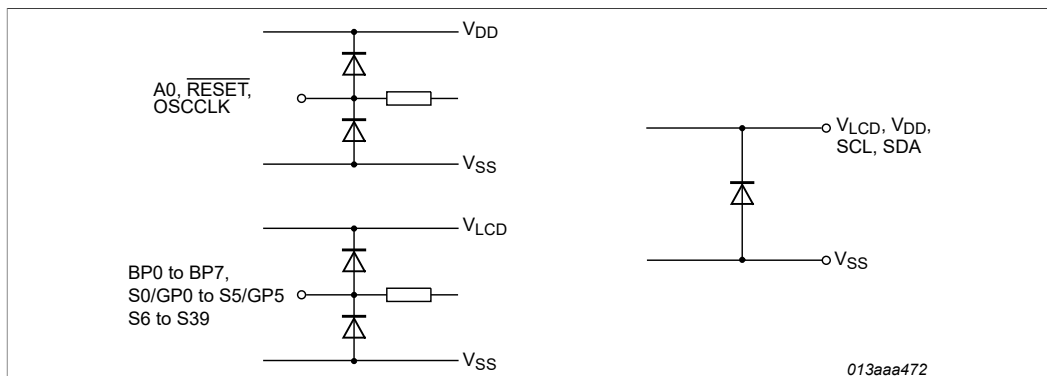 VDD
A0, RESET,
OSCCLK
VSS
VLCD
BP0 to BP7,
S0/GP0 to S5/GP5
S6 to S39
VSS
VLCD, VDD,
SCL, SDA
VSS
013aaa472